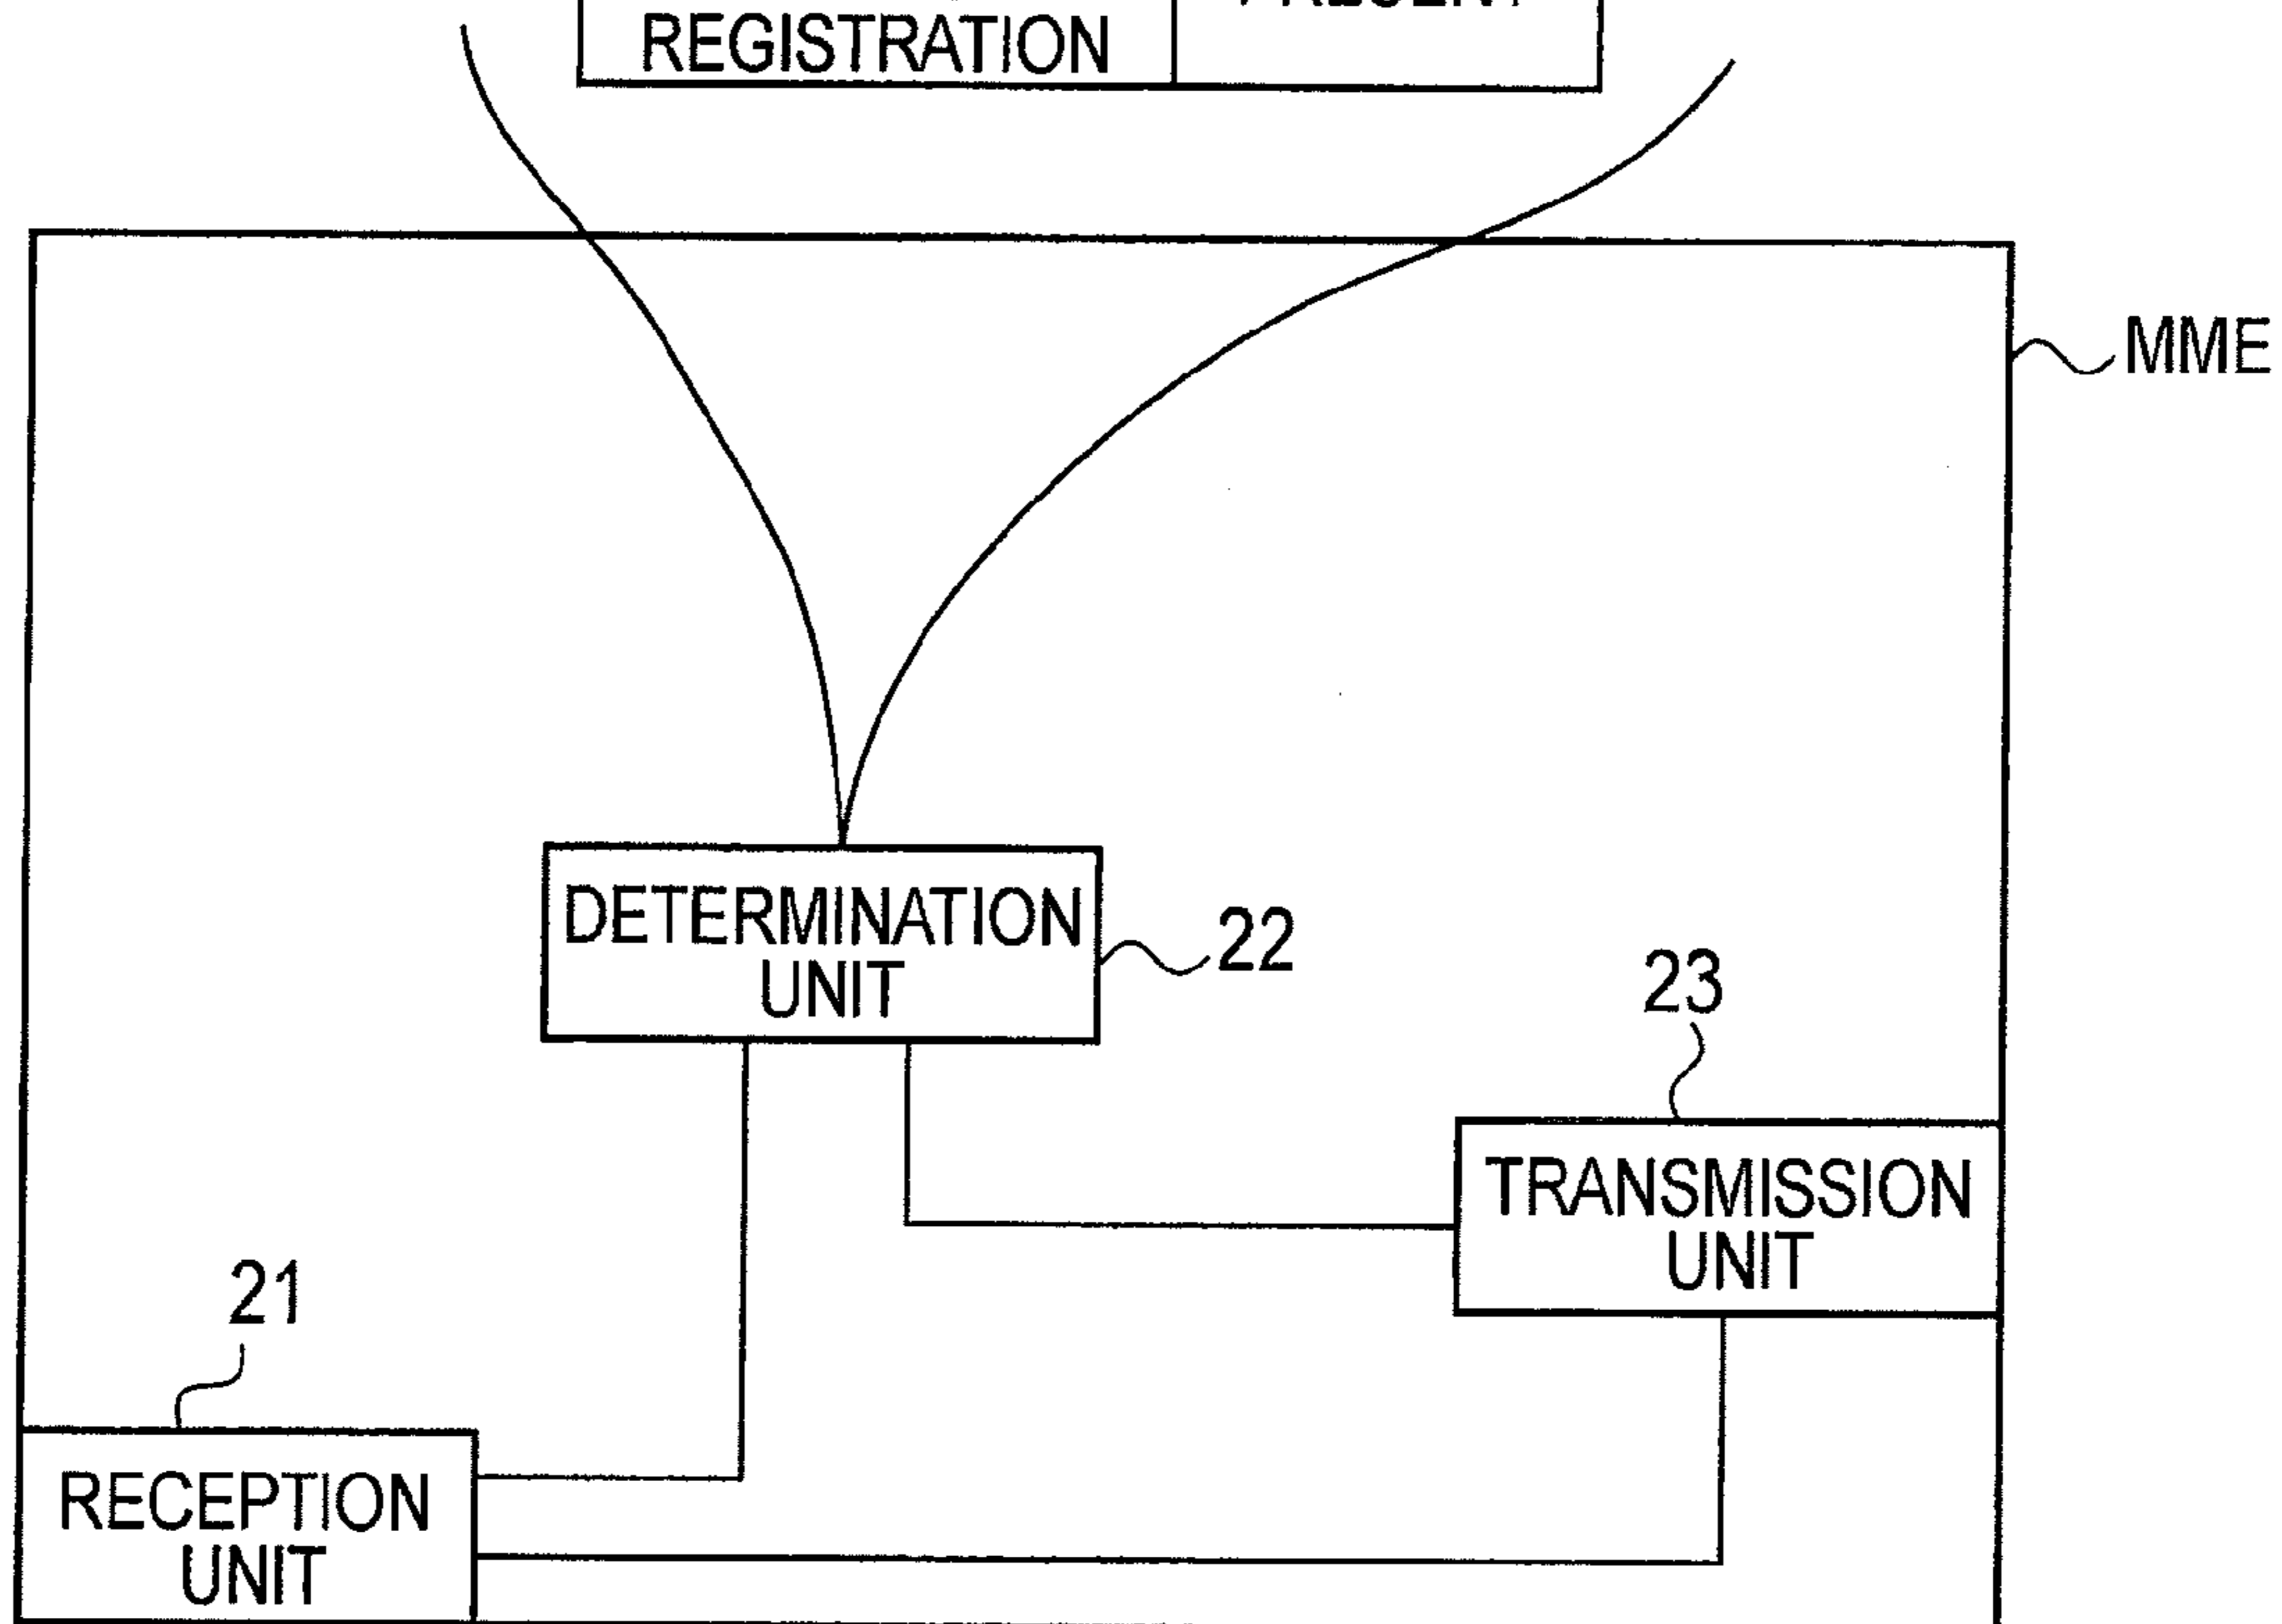 REGISTRATION
MME
DETERMINATION
UNIT
22
23
TRANSMISSION
UNIT
21
RECEPTION
UNIT